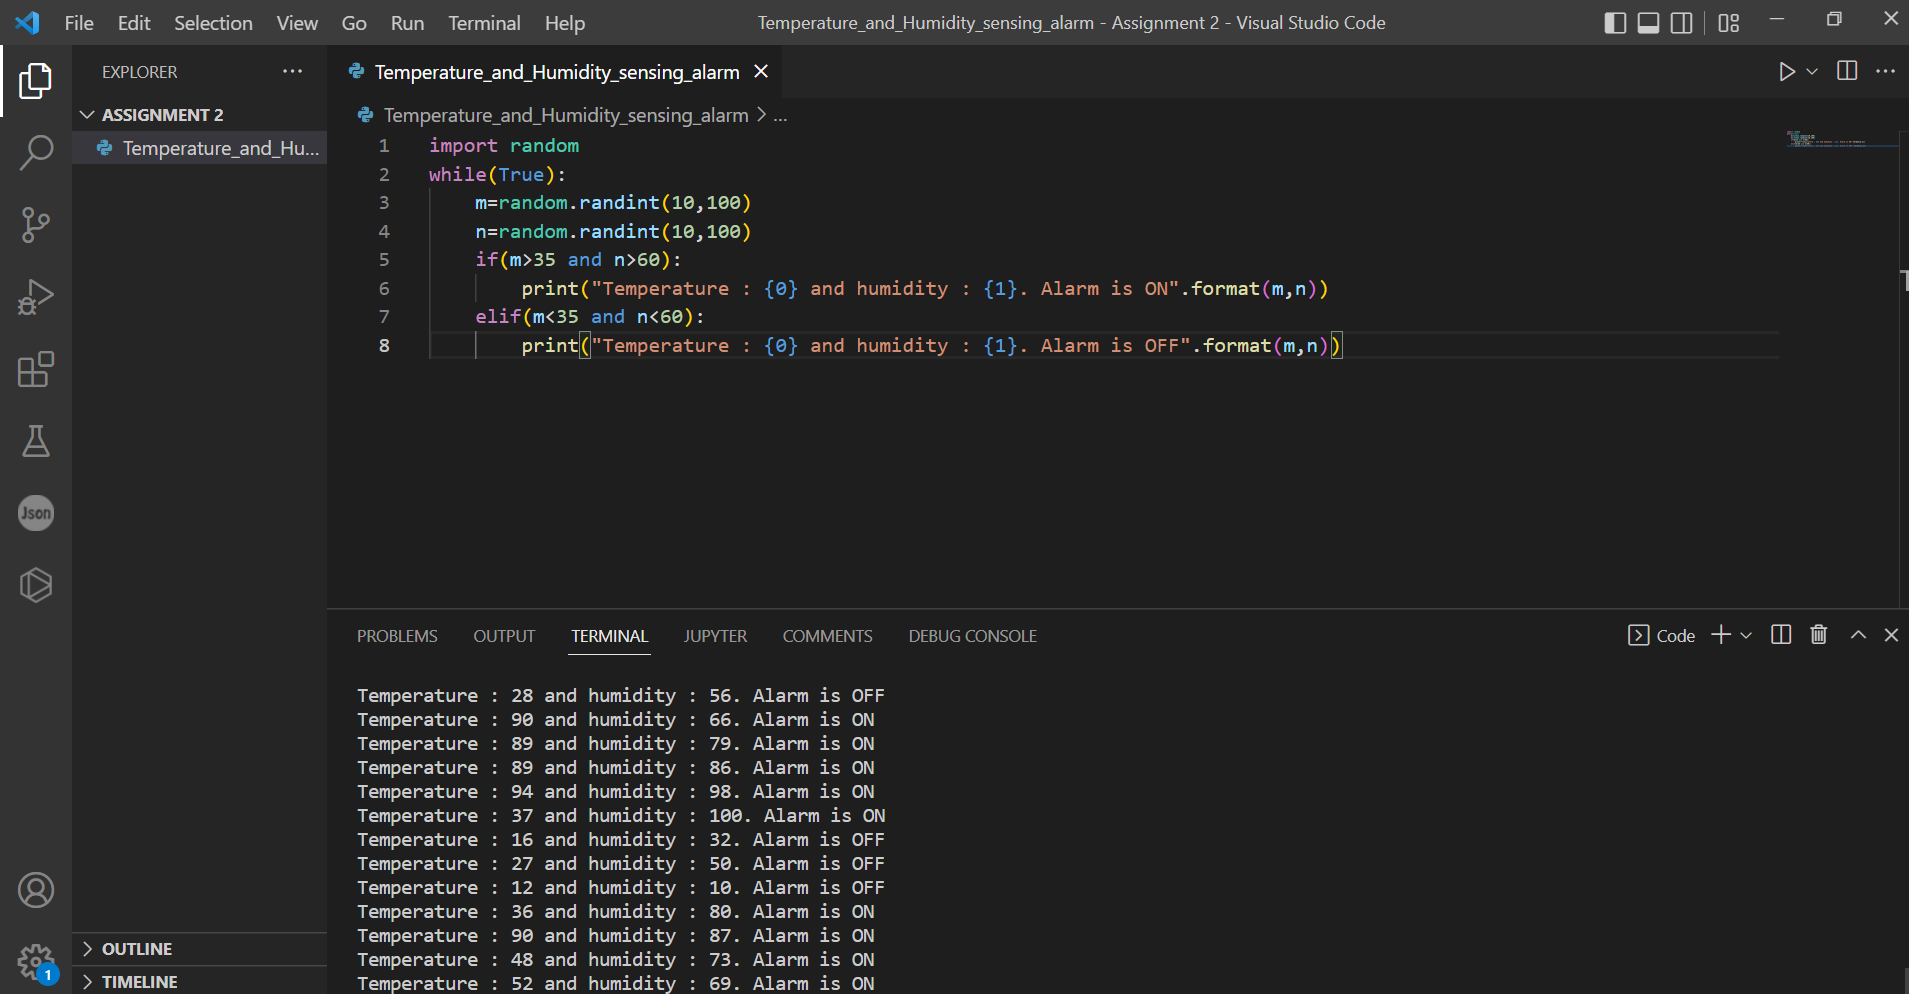 File Edit Selection View Go Run Terminal Help Temperature_and_Humidity_sensing_alarm - Assignment 2 - Visual Studio Code
EXPLORER
ASSIGNMENT 2
Temperature_and_Hu...
Temperature_and_Humidity_sensing_alarm
Temperature_and_Humidity_sensing_alarm > ...
1 import random
2 while(True):
3     m=random.randint(10,100)
4     n=random.randint(10,100)
5     if(m>35 and n>60):
6         print("Temperature : {0} and humidity : {1}. Alarm is ON".format(m,n))
7     elif(m<35 and n<60):
8         print("Temperature : {0} and humidity : {1}. Alarm is OFF".format(m,n))
Json
PROBLEMS OUTPUT TERMINAL JUPYTER COMMENTS DEBUG CONSOLE Code
Temperature : 28 and humidity : 56. Alarm is OFF
Temperature : 90 and humidity : 66. Alarm is ON
Temperature : 89 and humidity : 79. Alarm is ON
Temperature : 89 and humidity : 86. Alarm is ON
Temperature : 94 and humidity : 98. Alarm is ON
Temperature : 37 and humidity : 100. Alarm is ON
Temperature : 16 and humidity : 32. Alarm is OFF
Temperature : 27 and humidity : 50. Alarm is OFF
Temperature : 12 and humidity : 10. Alarm is OFF
Temperature : 36 and humidity : 80. Alarm is ON
Temperature : 90 and humidity : 87. Alarm is ON
Temperature : 48 and humidity : 73. Alarm is ON
Temperature : 52 and humidity : 69. Alarm is ON
OUTLINE
TIMELINE
1